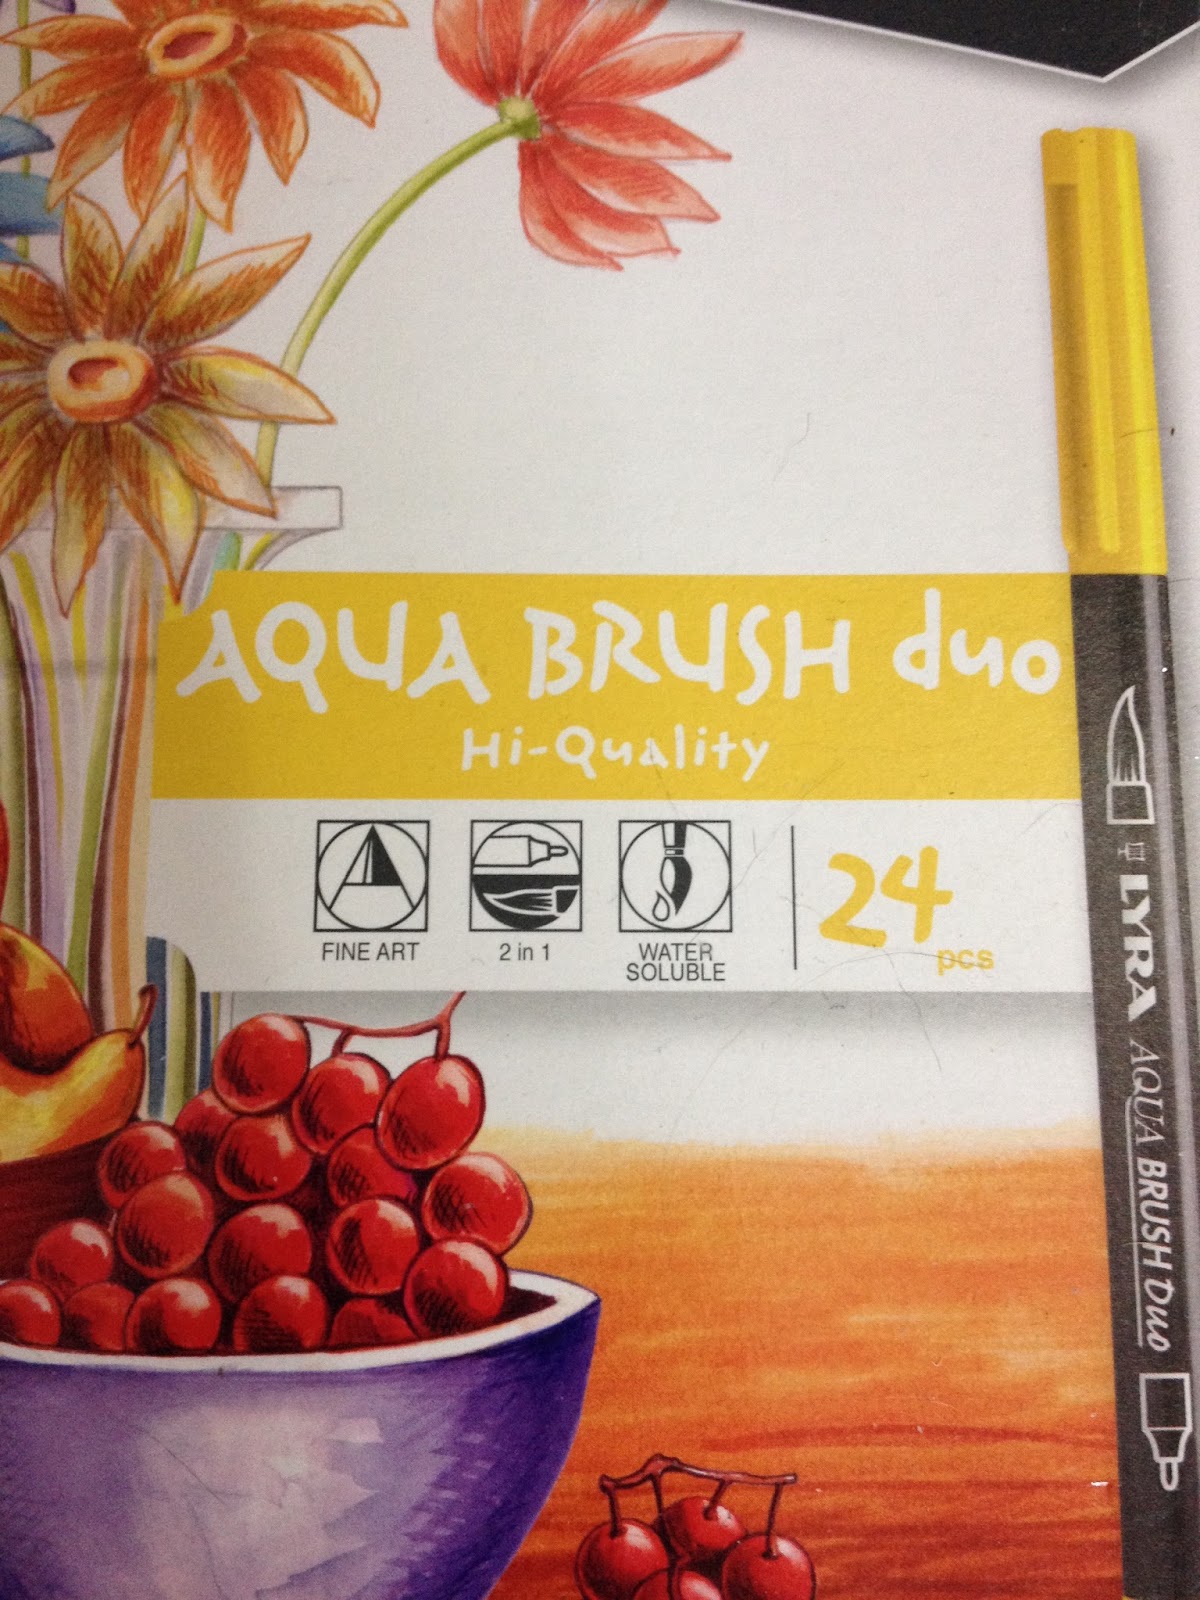 AQUA BRUSH duo
Hi-Quality
FINE ART
2 in 1
WATER
SOLUBLE
24
pcs
LYRA AQUA BRUSH DUO